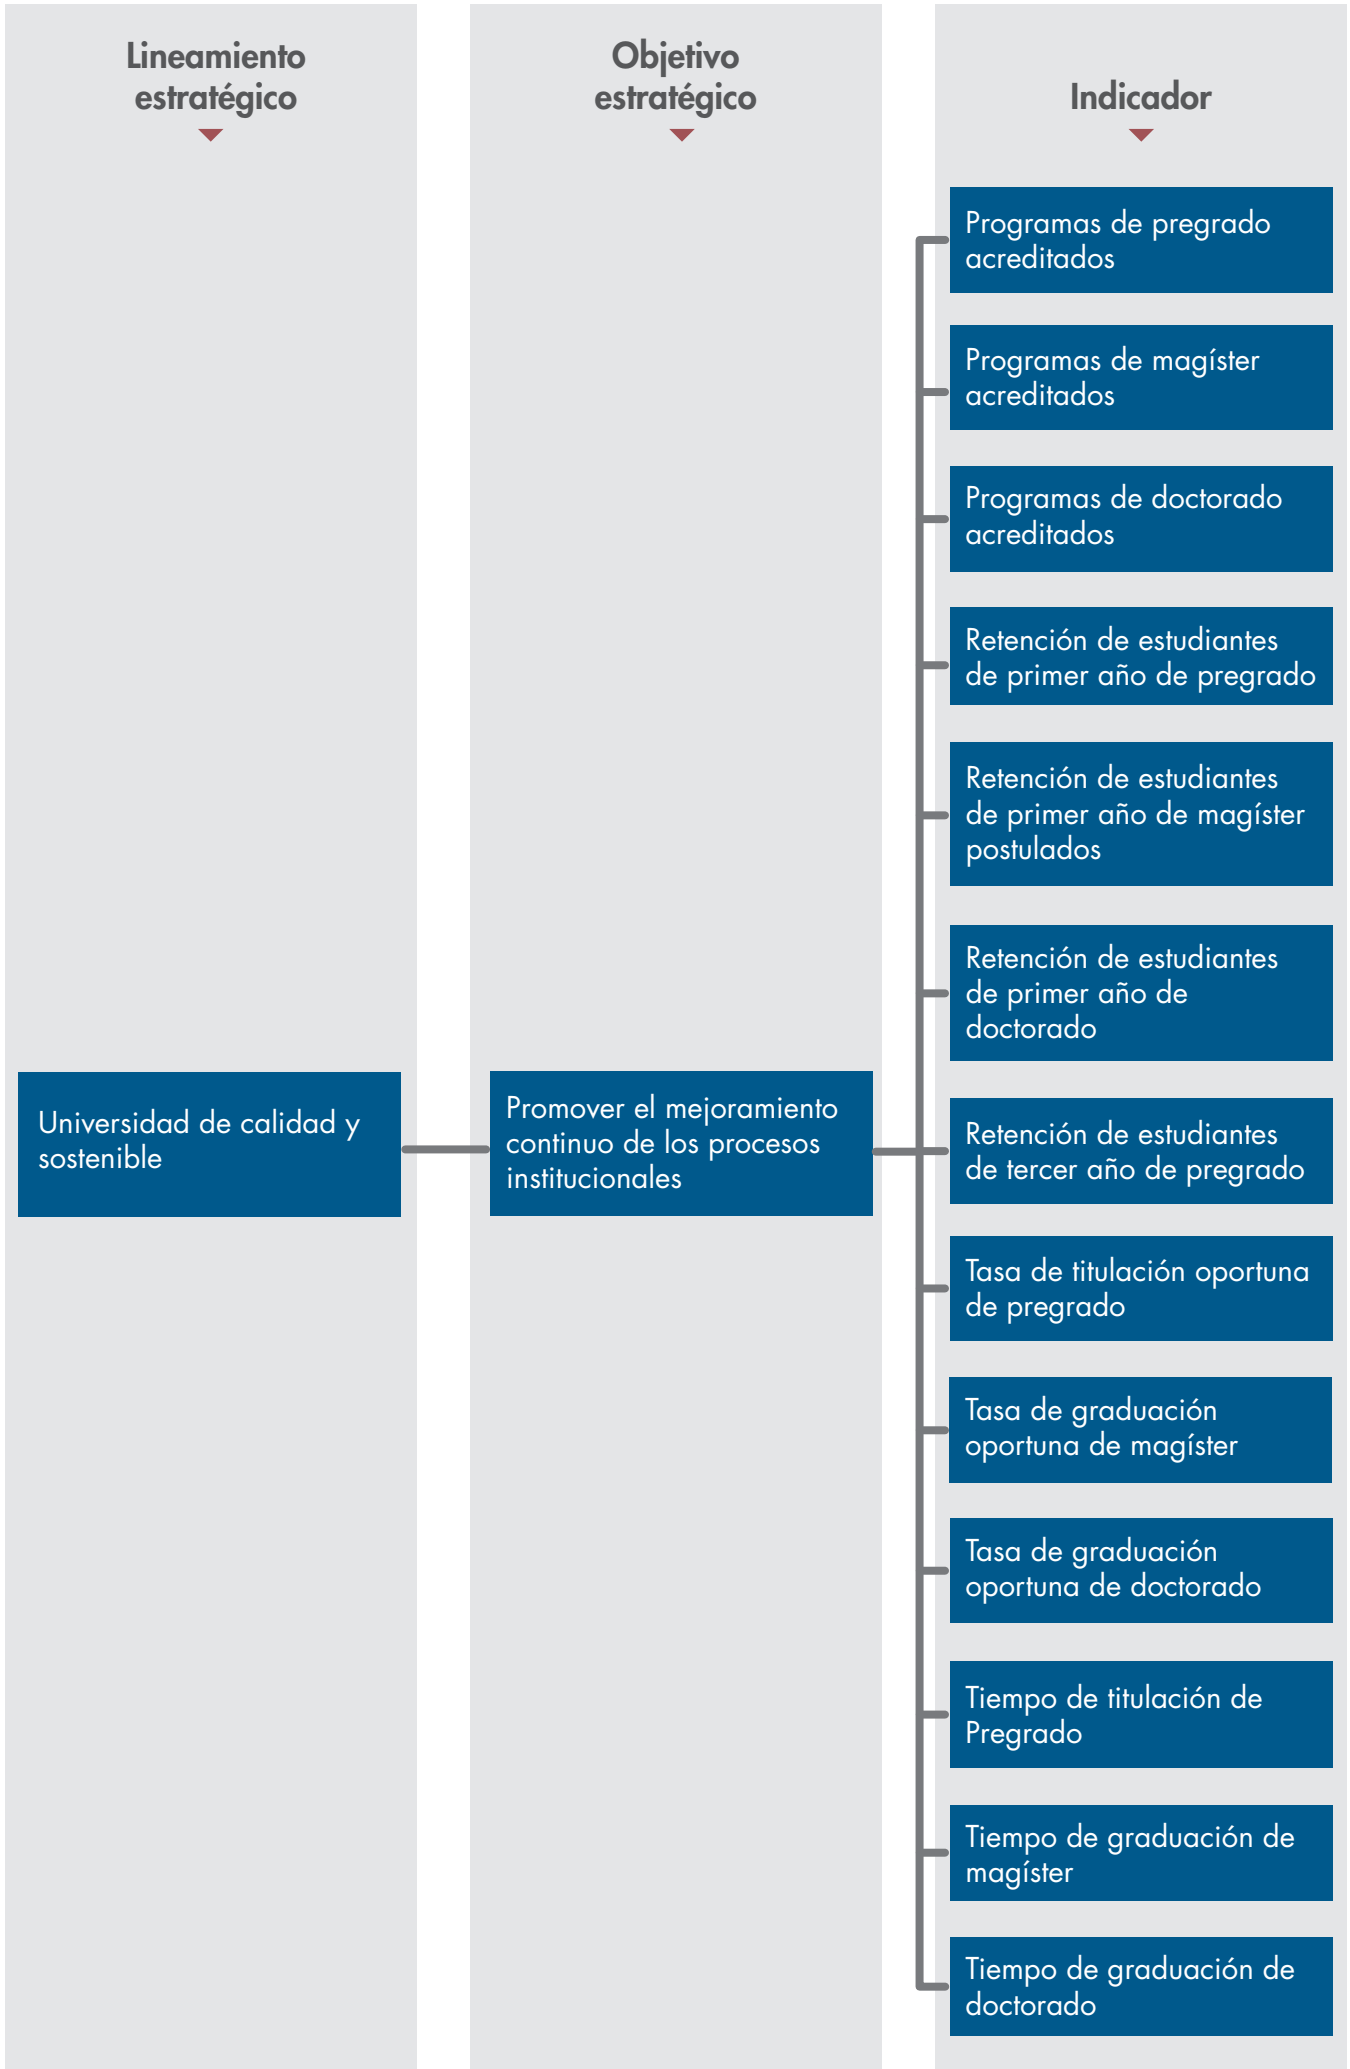 Lineamiento
estratégico
Objetivo
estratégico
Indicador
Universidad de calidad y
sostenible
Promover el mejoramiento
continuo de los procesos
institucionales
Programas de pregrado
acreditados
Programas de magíster
acreditados
Programas de doctorado
acreditados
Retención de estudiantes
de primer año de pregrado
Retención de estudiantes
de primer año de magíster
postulados
Retención de estudiantes
de primer año de
doctorado
Retención de estudiantes
de tercer año de pregrado
Tasa de titulación oportuna
de pregrado
Tasa de graduación
oportuna de magíster
Tasa de graduación
oportuna de doctorado
Tiempo de titulación de
Pregrado
Tiempo de graduación de
magíster
Tiempo de graduación de
doctorado